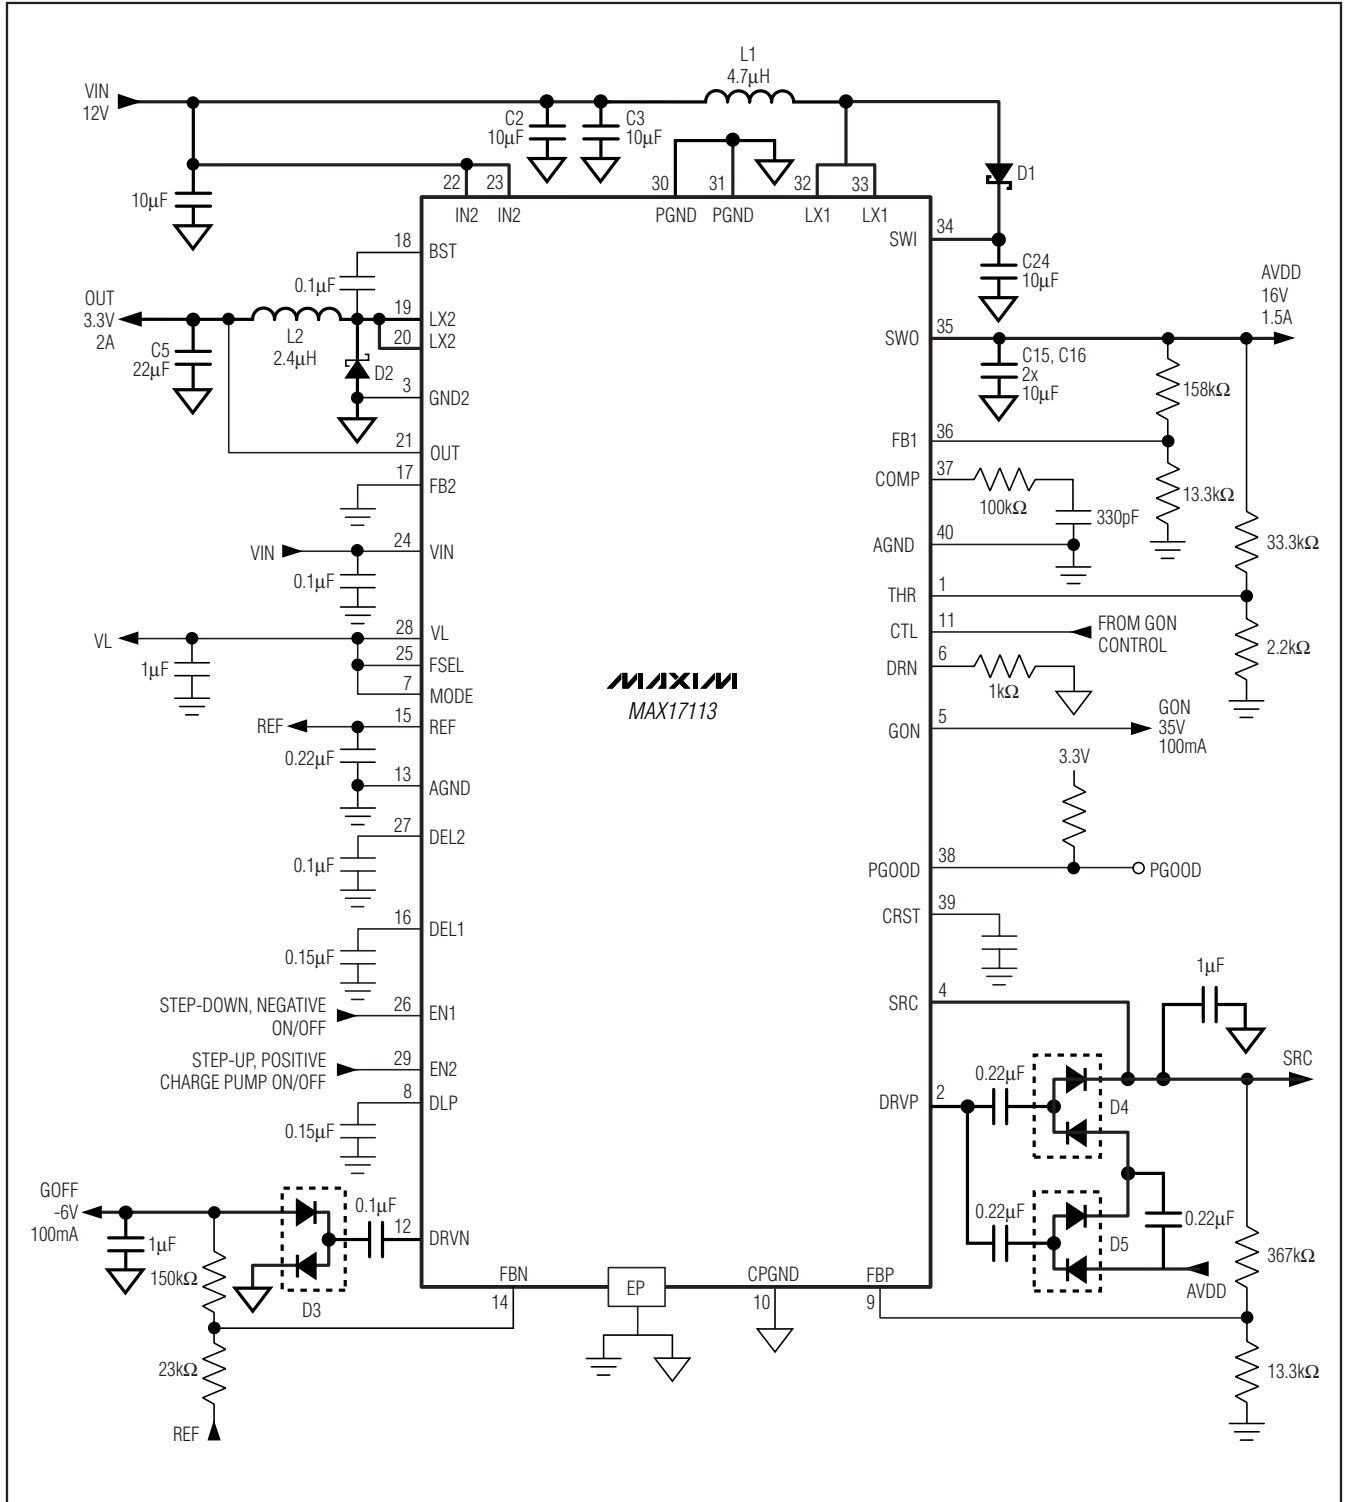 L1
4.7µH
VIN
12V
C2
10µF
C3
10µF
D1
10µF
22
23
30
31
32
33
IN2
IN2
PGND
PGND
LX1
LX1
SWI
34
18
BST
0.1µF
C24
10µF
AVDD
16V
1.5A
OUT
3.3V
2A
19
LX2
20
LX2
L2
2.4µH
C5
22µF
D2
SWO
35
C15, C16
2x
10µF
158kΩ
3
GND2
21
OUT
FB1
36
17
FB2
COMP
37
100kΩ
330pF
13.3kΩ
VIN
24
VIN
0.1µF
AGND
40
33.3kΩ
THR
1
VL
28
VL
25
FSEL
7
MODE
1µF
CTL
11
FROM GON
CONTROL
DRN
6
1kΩ
2.2kΩ
MAXIM
MAX17113
REF
15
REF
0.22µF
GON
5
GON
35V
100mA
3.3V
13
AGND
27
DEL2
0.1µF
PGOOD
38
PGOOD
CRST
39
16
DEL1
0.15µF
1µF
STEP-DOWN, NEGATIVE
ON/OFF
26
EN1
SRC
4
SRC
STEP-UP, POSITIVE
CHARGE PUMP ON/OFF
29
EN2
8
DLP
0.15µF
DRVP
2
0.22µF
D4
GOFF
-6V
100mA
1µF
150kΩ
D3
0.1µF
12
DRVN
0.22µF
D5
0.22µF
AVDD
367kΩ
FBN
14
EP
CPGND
10
FBP
9
23kΩ
REF
13.3kΩ